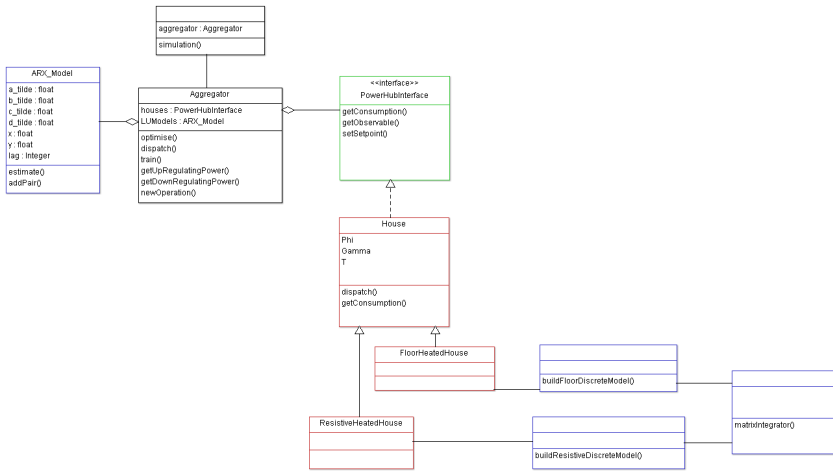 aggregator : Aggregator
simulation()
ARX_Model
a_tilde : float
b_tilde : float
c_tilde : float
d_tilde : float
x : float
y : float
lag : Integer
estimate()
addPair()
Aggregator
houses : PowerHubInterface
LUModels : ARX_Model
optimise()
dispatch()
train()
getUpRegulatingPower()
getDownRegulatingPower()
newOperation()
<<interface>>
PowerHubInterface
getConsumption()
getObservable()
setSetpoint()
House
Phi
Gamma
T
dispatch()
getConsumption()
FloorHeatedHouse
buildFloorDiscreteModel()
matrixIntegrator()
ResistiveHeatedHouse
buildResistiveDiscreteModel()